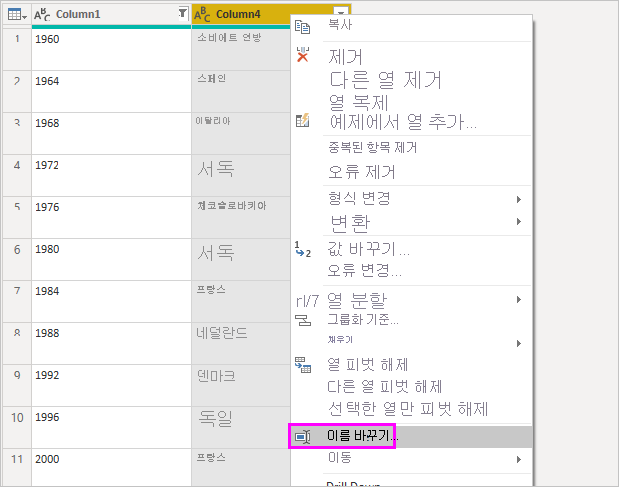 Column1 Column4
1 1960 소비에트 연방
2 1964 스페인
3 1968 이탈리아
4 1972 서독
5 1976 체코슬로바키아
6 1980 서독
7 1984 프랑스
8 1988 네덜란드
9 1992 덴마크
10 1996 독일
11 2000 프랑스
복사
제거
다른 열 제거
열 복제
예제에서 열 추가...
중복된 항목 제거
오류 제거
형식 변경
변환
값 바꾸기...
오류 변경...
rl/7 열 분할
그룹화 기준...
채우기
열 피벗 해제
다른 열 피벗 해제
선택한 열만 피벗 해제
이름 바꾸기...
이동
Drill Down